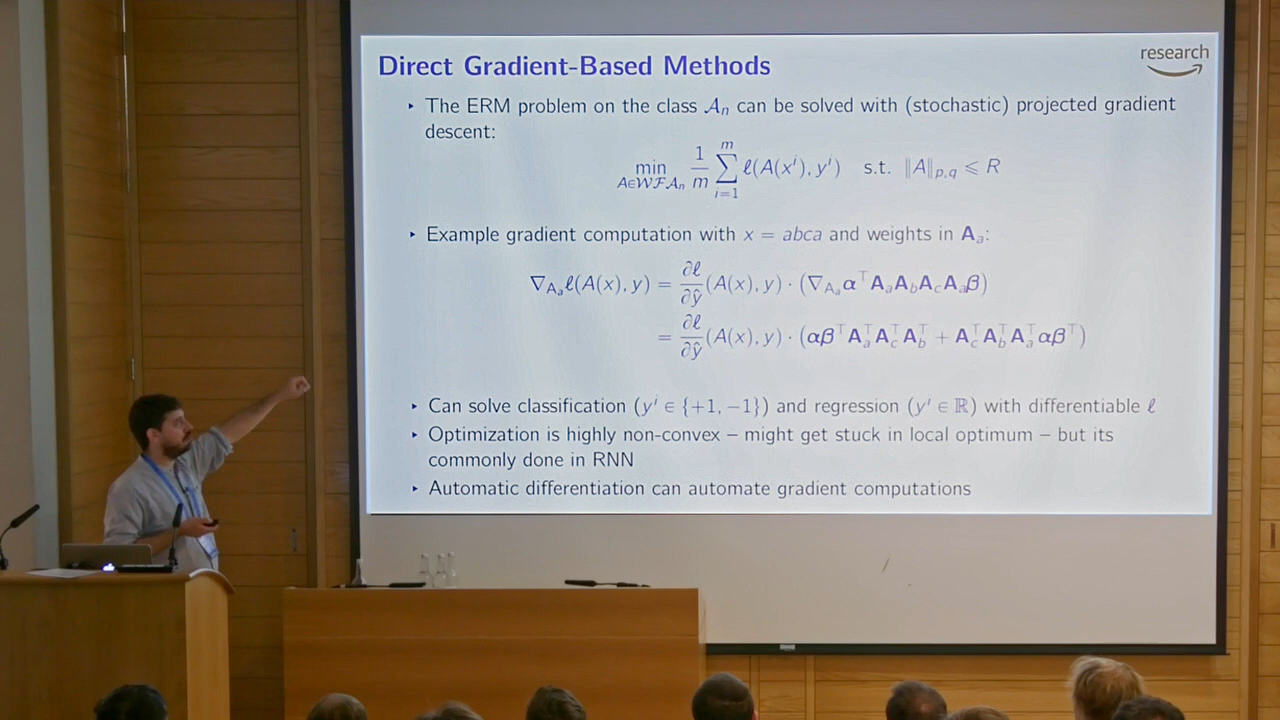 Direct Gradient-Based Methods
research
‣ The ERM problem on the class 𝒜ₙ can be solved with (stochastic) projected gradient
descent:
min_{A∈𝒲ℱ𝒜ₙ} (1/m) ∑_{i=1}^{m} ℓ(A(xⁱ), yⁱ) s.t. ‖A‖_{p,q} ⩽ R
‣ Example gradient computation with x = abca and weights in 𝐀ₐ:
∇_{𝐀ₐ}ℓ(A(x), y) = ∂ℓ/∂ŷ (A(x), y) · (∇_{𝐀ₐ}𝛂^⊤𝐀_a𝐀_b𝐀_c𝐀_a𝛃)
= ∂ℓ/∂ŷ (A(x), y) · (𝛂𝛃^⊤𝐀_a^⊤𝐀_c^⊤𝐀_b^⊤ + 𝐀_c^⊤𝐀_b^⊤𝐀_a^⊤𝛂𝛃^⊤)
‣ Can solve classification (yⁱ ∈ {+1, −1}) and regression (yⁱ ∈ ℝ) with differentiable ℓ
‣ Optimization is highly non-convex – might get stuck in local optimum – but its
commonly done in RNN
‣ Automatic differentiation can automate gradient computations